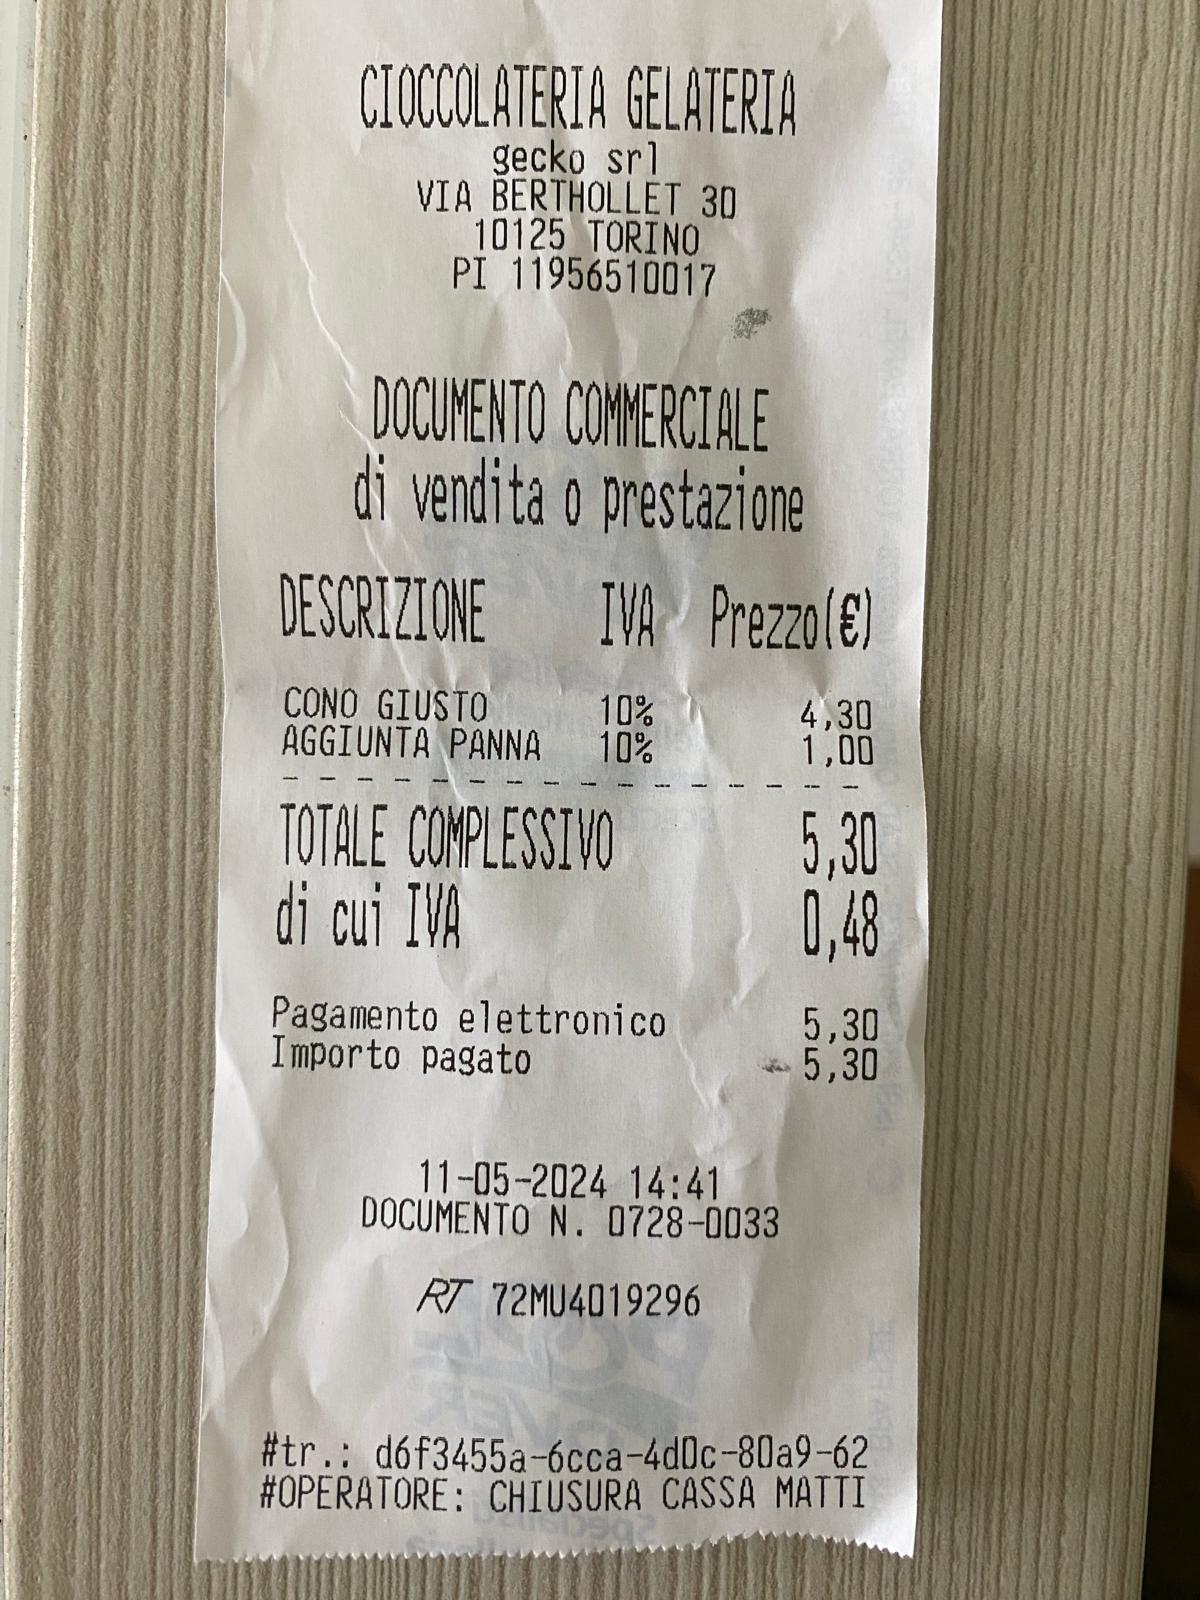 CIOCCOLATERIA GELATERIA
gecko srl
VIA BERTHOLLET 30
10125 TORINO
PI 11956510017
DOCUMENTO COMMERCIALE
di vendita o prestazione
DESCRIZIONE IVA Prezzo(€)
CONO GIUSTO 10% 4,30
AGGIUNTA PANNA 10% 1,00
TOTALE COMPLESSIVO 5,30
di cui IVA 0,48
Pagamento elettronico 5,30
Importo pagato 5,30
11-05-2024 14:41
DOCUMENTO N. 0728-0033
RT 72MU4019296
#tr.: d6f3455a-6cca-4d0c-80a9-62
#OPERATORE: CHIUSURA CASSA MATTI